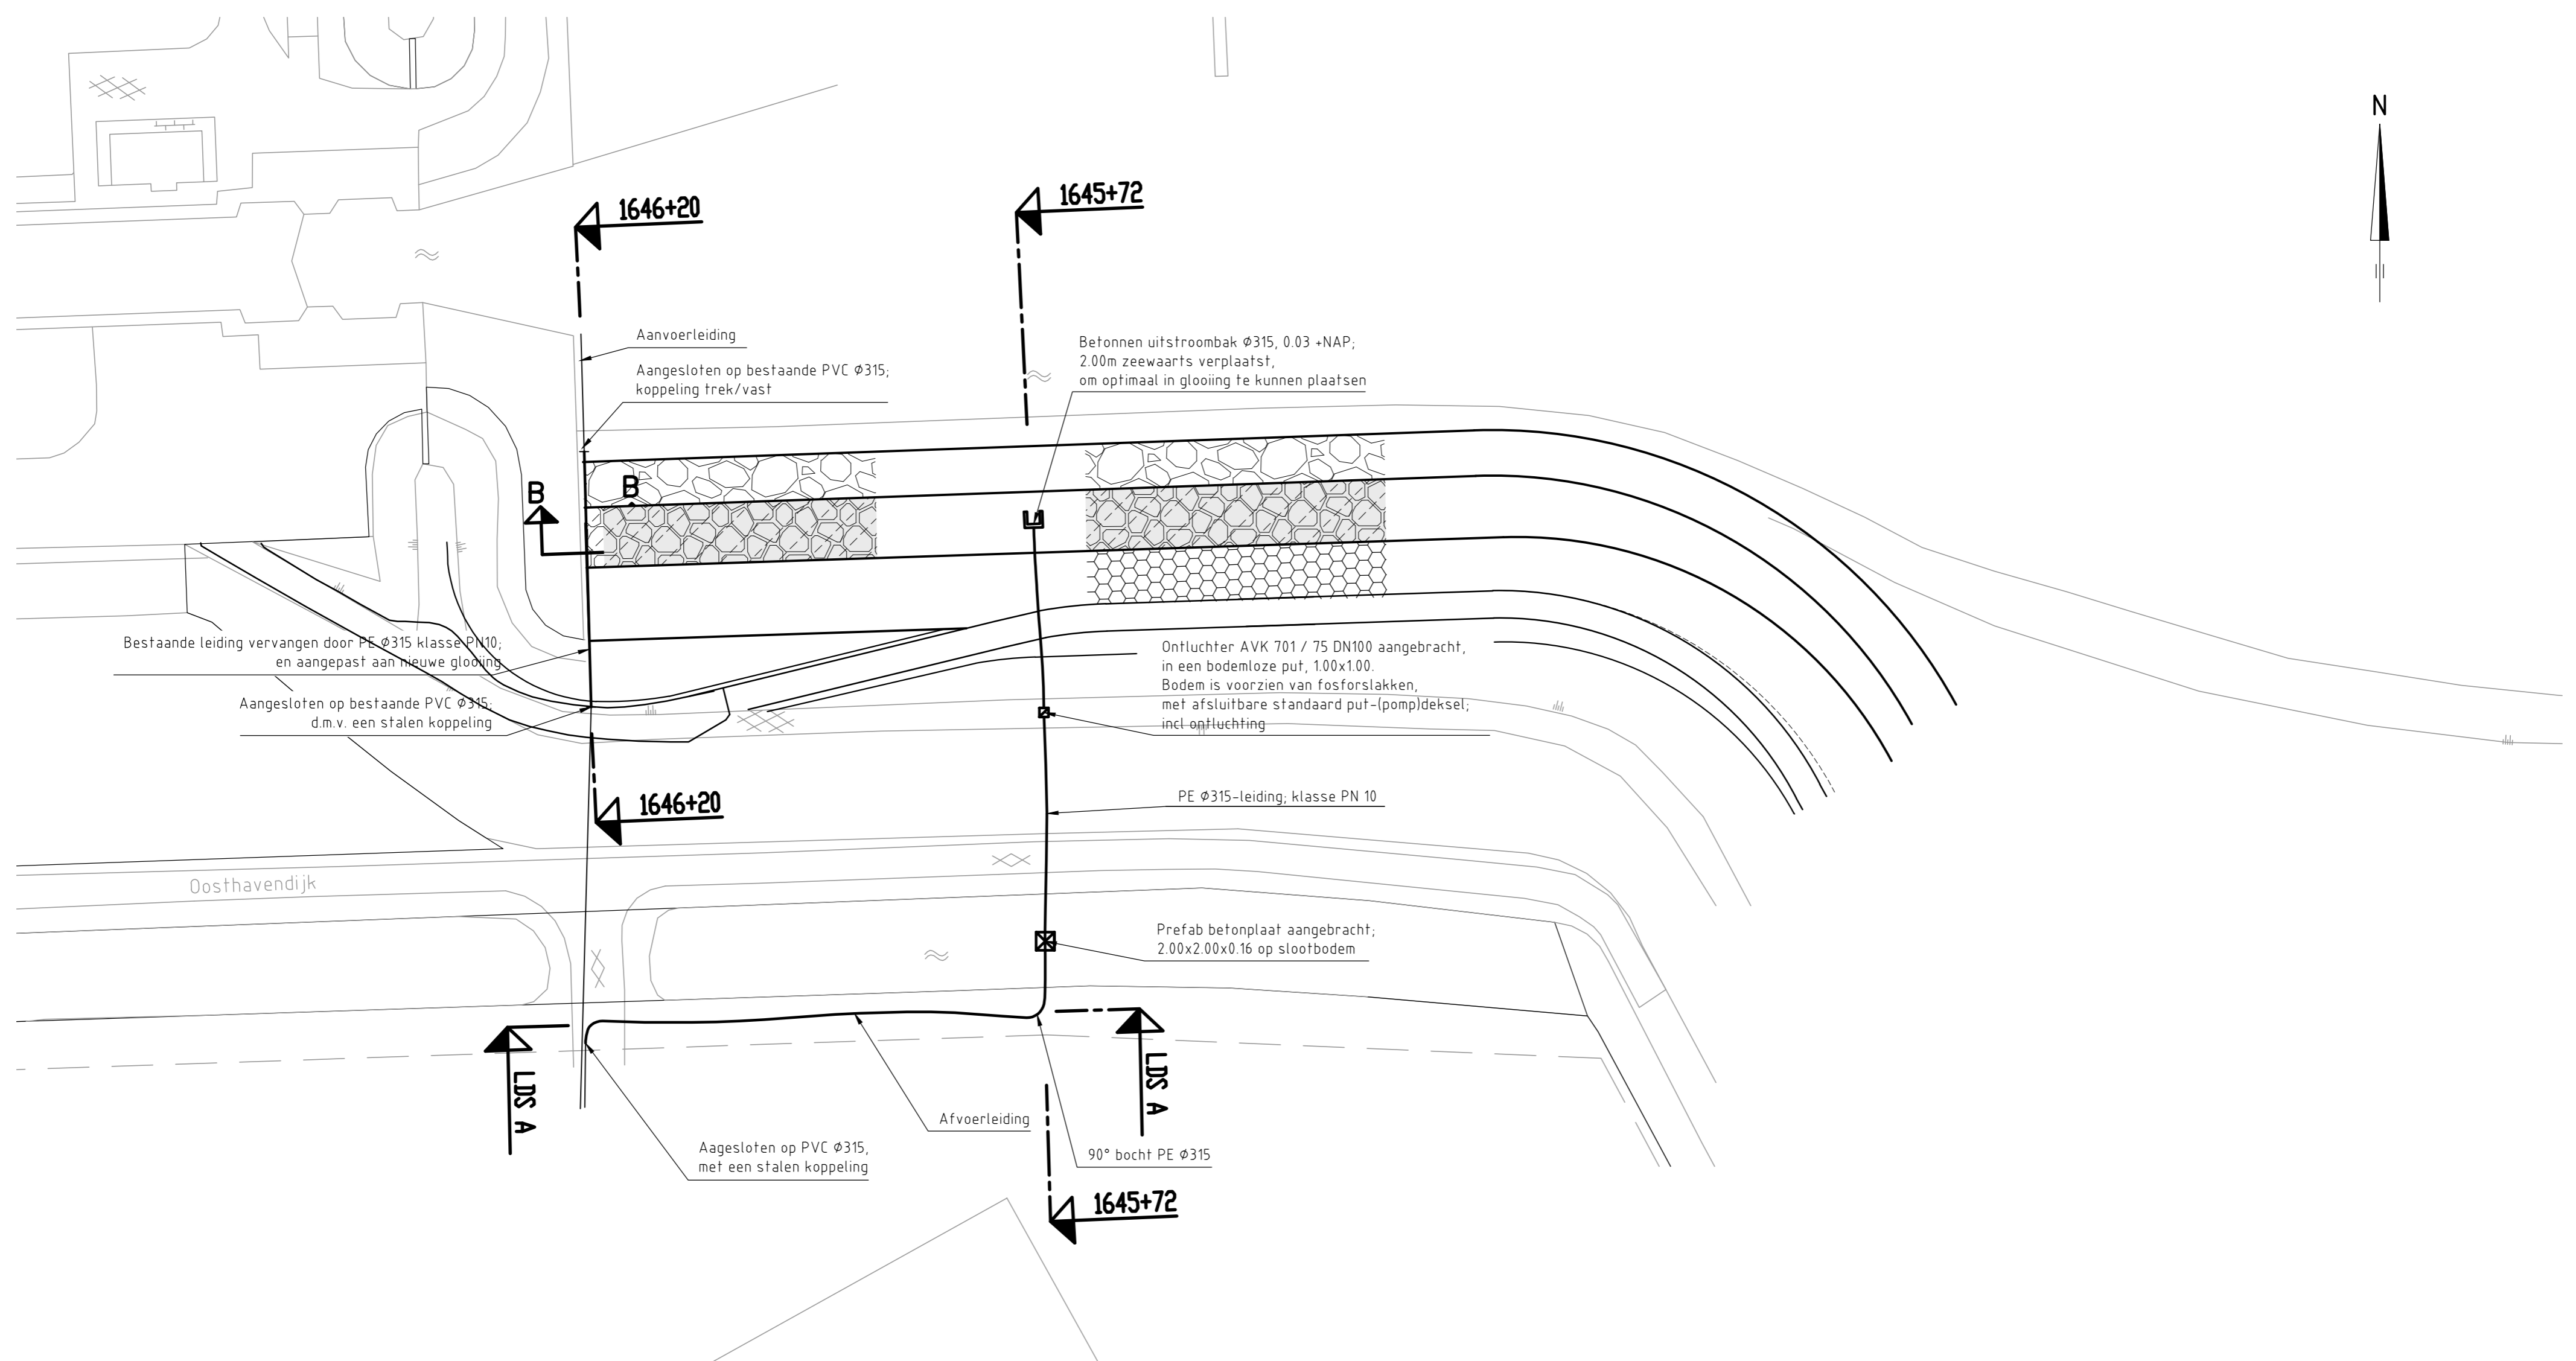 N
1646+20
1645+72
Aanvoerleiding
Aangesloten op bestaande PVC Ø315;
koppeling trek/vast
Betonnen uitstroombak Ø315, 0.03 +NAP;
2.00m zeewaarts verplaatst,
om optimaal in glooiing te kunnen plaatsen
B
B
Bestaande leiding vervangen door PE Ø315 klasse PN10;
en aangepast aan nieuwe glooiing
Aangesloten op bestaande PVC Ø315;
d.m.v. een stalen koppeling
Ontluchter AVK 701 / 75 DN100 aangebracht,
in een bodemloze put, 1.00x1.00.
Bodem is voorzien van fosforslakken,
met afsluitbare standaard put-(pomp)deksel;
incl ontluchting
1646+20
PE Ø315-leiding; klasse PN 10
Oosthavendijk
Prefab betonplaat aangebracht;
2.00x2.00x0.16 op slootbodem
LDS A
LDS A
Afvoerleiding
Aagesloten op PVC Ø315,
met een stalen koppeling
90° bocht PE Ø315
1645+72